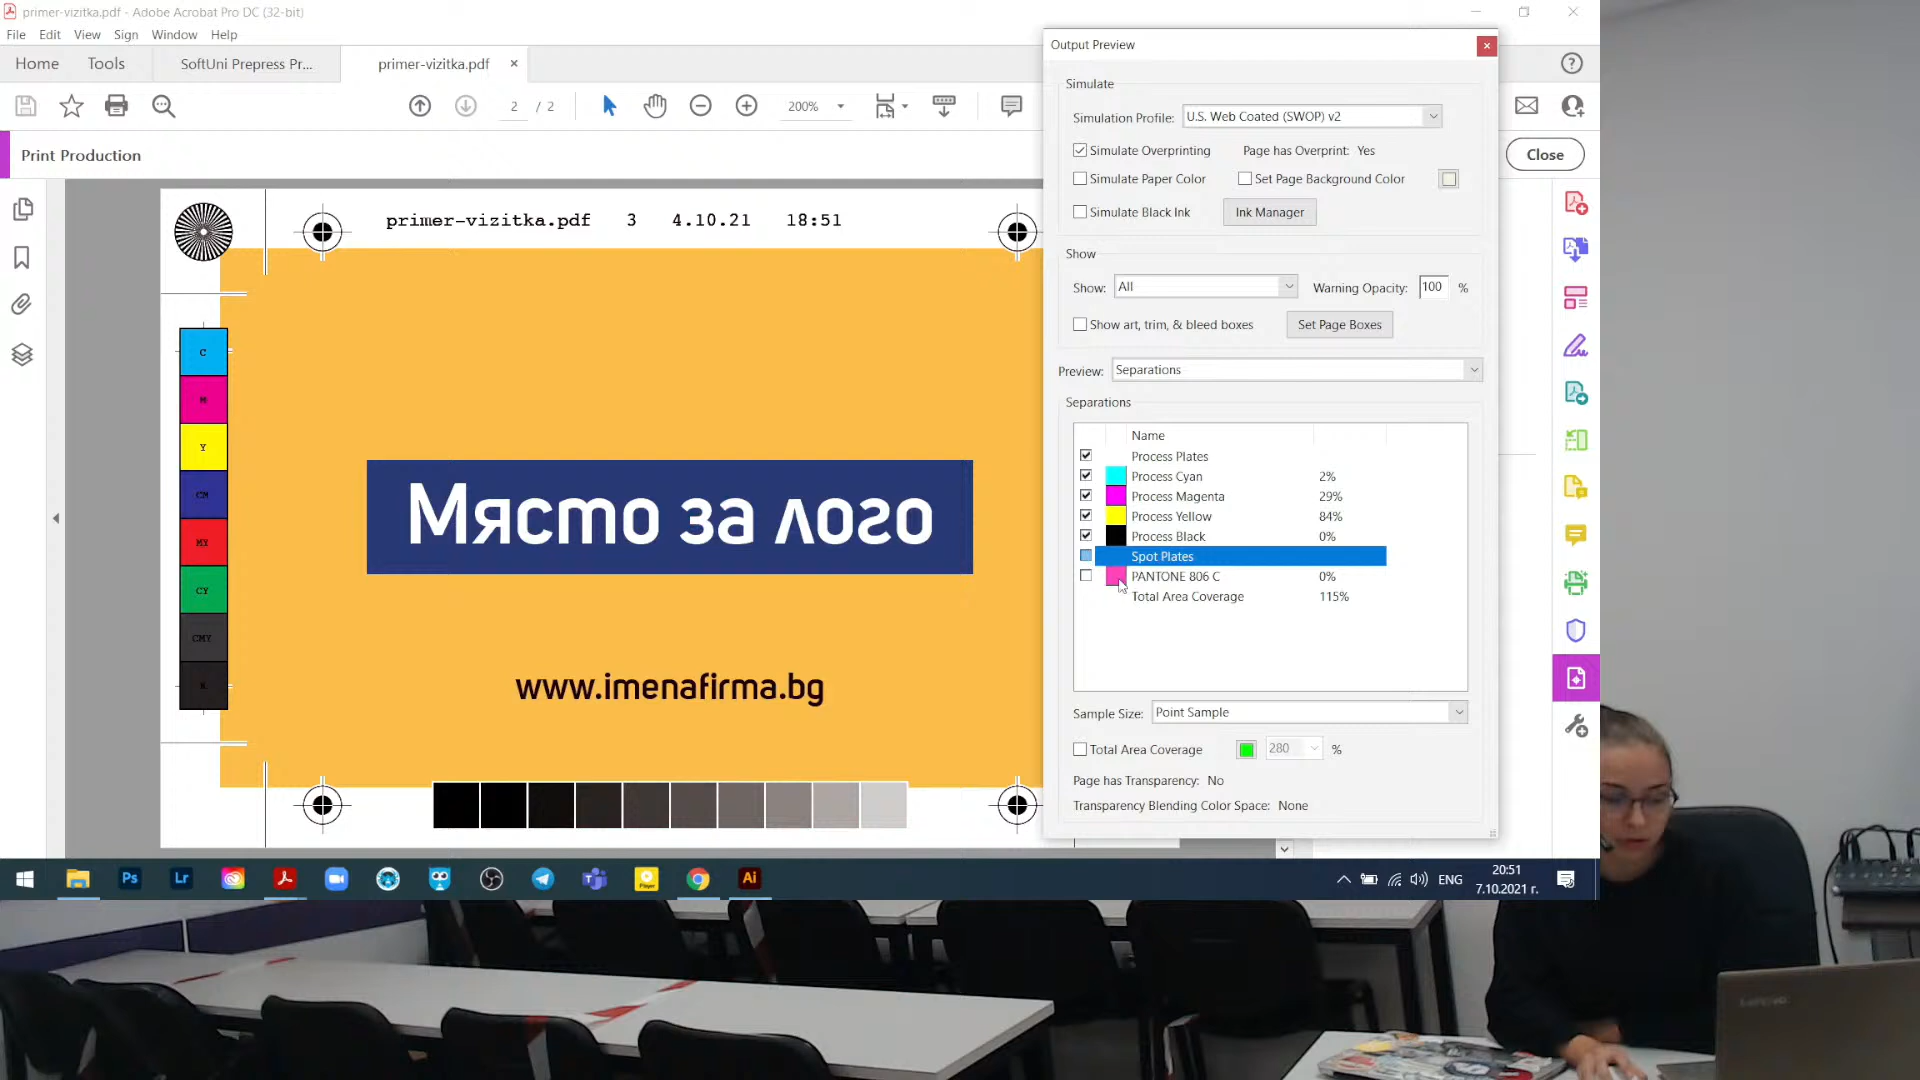 primer-vizitka.pdf - Adobe Acrobat Pro DC (32-bit)
File Edit View Sign Window Help
Home Tools SoftUni Prepress Pr... primer-vizitka.pdf
2 / 2 200%
Print Production
Close
primer-vizitka.pdf 3 4.10.21 18:51
C
M
Y
CM
MY
CY
CMY
K
Място за лого
www.imenafirma.bg
Output Preview
Simulate
Simulation Profile: U.S. Web Coated (SWOP) v2
Simulate Overprinting Page has Overprint: Yes
Simulate Paper Color Set Page Background Color
Simulate Black Ink Ink Manager
Show
Show: All Warning Opacity: 100 %
Show art, trim, & bleed boxes Set Page Boxes
Preview: Separations
Separations
Name
Process Plates
Process Cyan 2%
Process Magenta 29%
Process Yellow 84%
Process Black 0%
Spot Plates
PANTONE 806 C 0%
Total Area Coverage 115%
Sample Size: Point Sample
Total Area Coverage 280 %
Page has Transparency: No
Transparency Blending Color Space: None
Ps Lr Player Ai
ENG
20:51
7.10.2021 г.
Lenovo